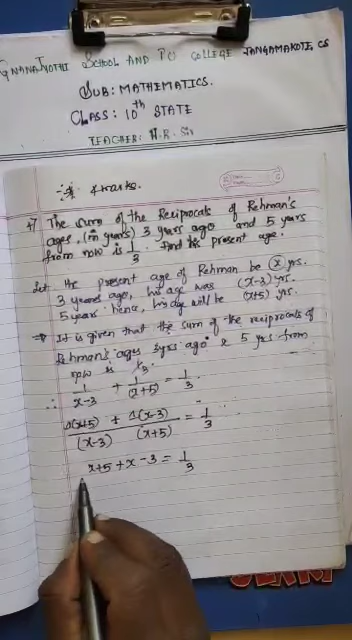 GNANAJYOTHI SCHOOL AND PU COLLEGE JANGAMAKOTE, CS
SUB: MATHEMATICS.
CLASS: 10th STATE
TEACHER: N.R. Sir
4 marks.
47 The sum of the Reciprocals of Rehman's
ages, (in years) 3 years ago and 5 years
from now is 1/3. Find his present age.
Let the present age of Rehman be (x) yrs.
3 years ago, his age was (x-3) yrs.
5 years hence, his age will be (x+5) yrs.
⇒ It is given that the sum of the reciprocals of
Rehman's ages 3yrs ago & 5 yrs from
now is 1/3.
∴ 1/(x-3) + 1/(x+5) = 1/3.
1(x+5) + 1(x-3) / (x-3) (x+5) = 1/3
x+5+x-3 = 1/3